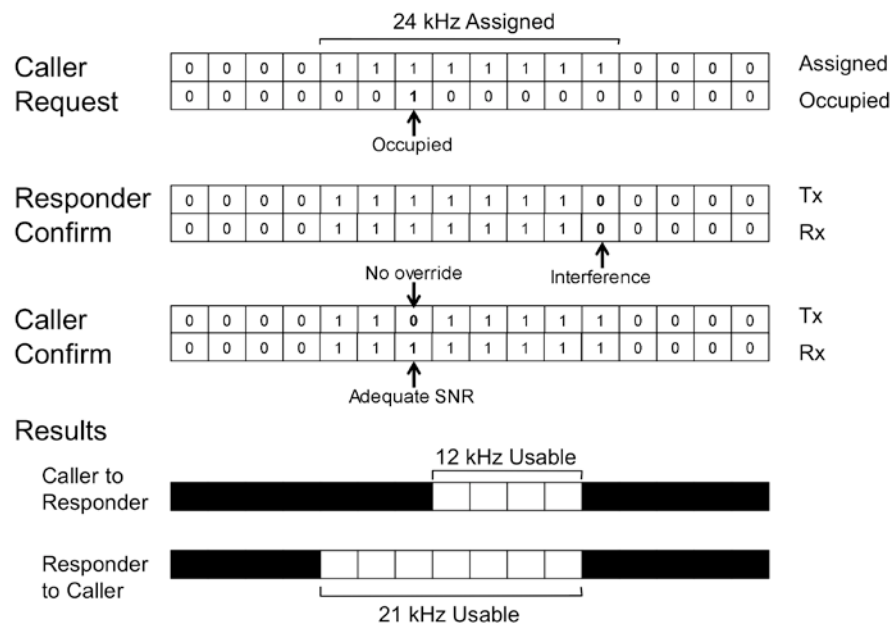 24 kHz Assigned
Caller 0 0 0 0 1 1 1 1 1 1 1 1 0 0 0 0 Assigned
Request 0 0 0 0 0 0 1 0 0 0 0 0 0 0 0 0 Occupied
Occupied
Responder 0 0 0 0 1 1 1 1 1 1 1 0 0 0 0 0 Tx
Confirm 0 0 0 0 1 1 1 1 1 1 1 0 0 0 0 0 Rx
No override
Interference
Caller 0 0 0 0 1 1 0 1 1 1 1 1 0 0 0 0 Tx
Confirm 0 0 0 0 1 1 1 1 1 1 1 1 0 0 0 0 Rx
Adequate SNR
Results
12 kHz Usable
Caller to
Responder
Responder
to Caller
21 kHz Usable